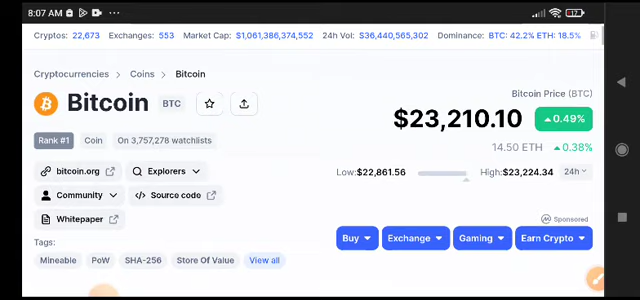 8:07 AM
17
Cryptos: 22,673 Exchanges: 553 Market Cap: $1,061,386,374,552 24h Vol: $36,440,565,302 Dominance: BTC: 42.2% ETH: 18.5%
Cryptocurrencies > Coins > Bitcoin
Bitcoin BTC
Bitcoin Price (BTC)
$23,210.10 0.49%
Rank #1 Coin On 3,757,278 watchlists
14.50 ETH 0.38%
bitcoin.org Explorers
Low:$22,861.56 High:$23,224.34 24h
Community Source code
Whitepaper
Sponsored
Buy Exchange Gaming Earn Crypto
Tags:
Mineable PoW SHA-256 Store Of Value View all